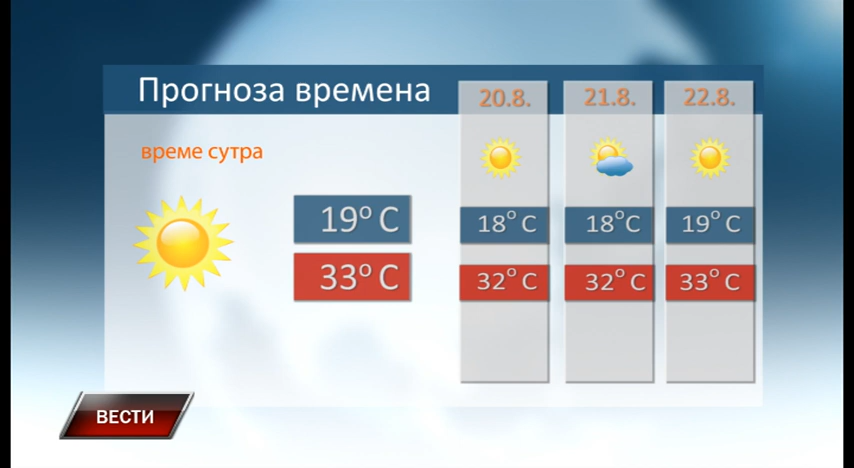 Прогноза времена
време сутра
19° C
33° C
20.8.
18° C
32° C
21.8.
18°C
32° C
22.8.
19° C
33° C
ВЕСТИ